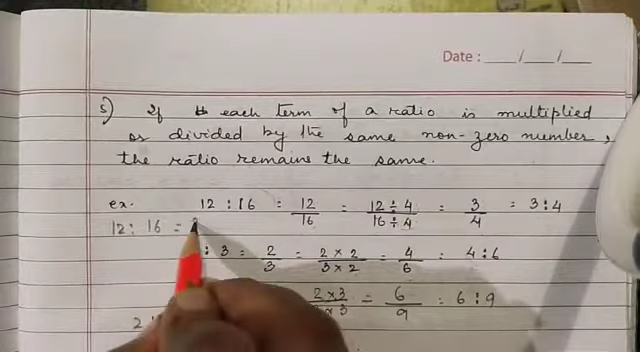 Date : ___/___/___
5) If each term of a ratio is multiplied
or divided by the same non-zero number,
the ratio remains the same.
ex. 12 : 16 = 12/16 = 12 ÷ 4/16 ÷ 4 = 3/4 = 3 : 4
12 : 16 =
: 3 = 2/3 = 2 × 2/3 × 2 = 4/6 = 4 : 6
2 × 3/ × 3 = 6/9 = 6 : 9
2 :